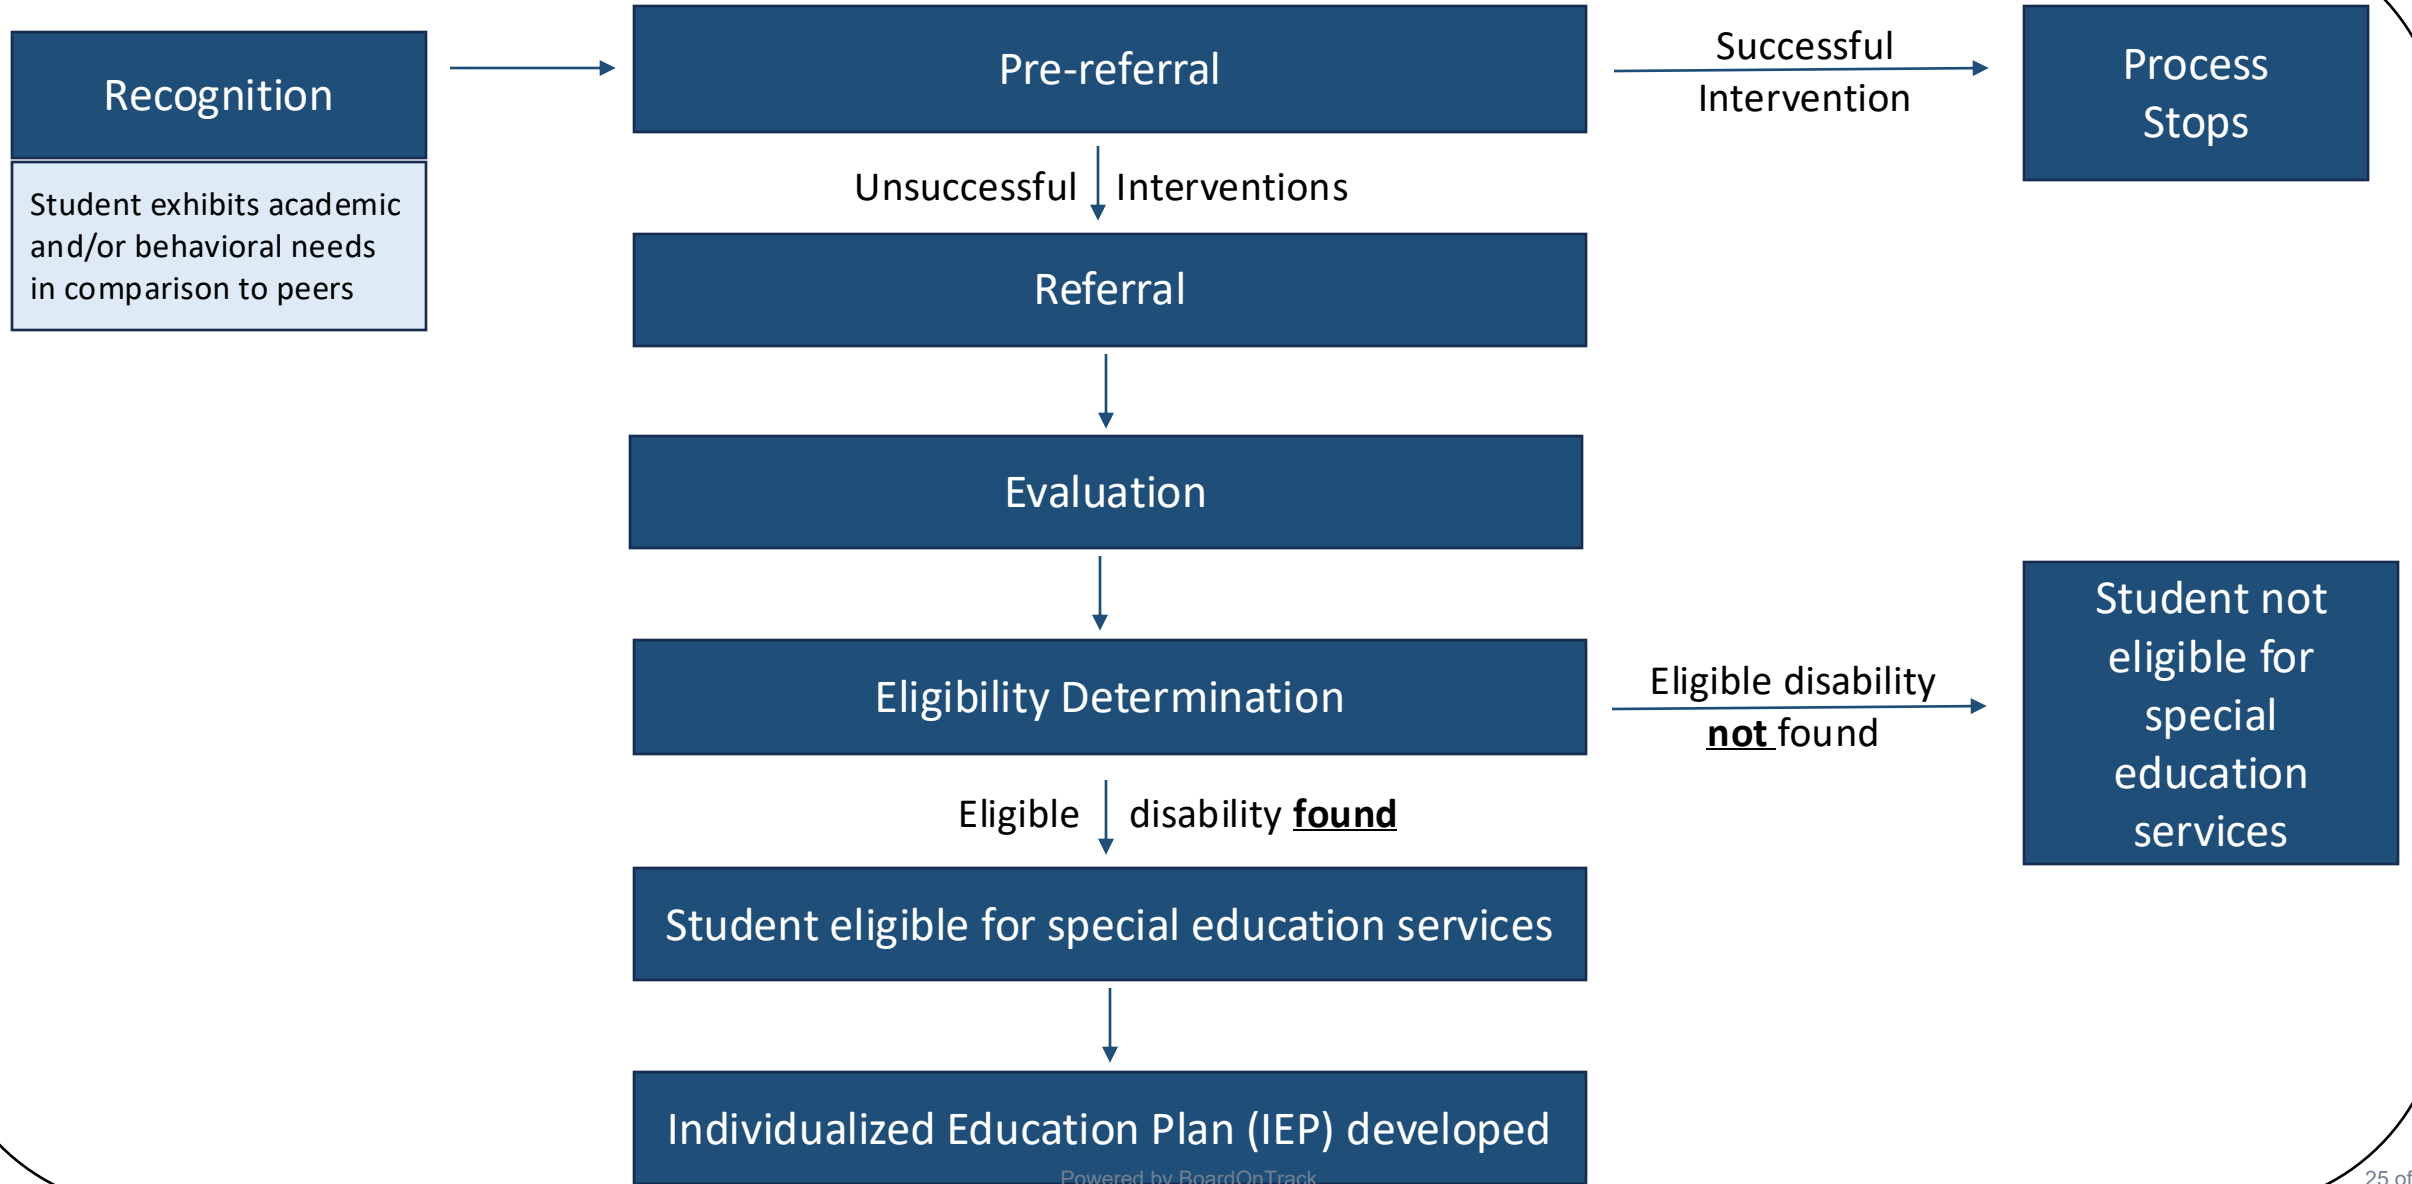 Recognition
Student exhibits academic
and/or behavioral needs
in comparison to peers
Pre-referral
Successful
Intervention
Process
Stops
Unsuccessful Interventions
Referral
Evaluation
Eligibility Determination
Eligible disability
not found
Student not
eligible for
special
education
services
Eligible disability found
Student eligible for special education services
Individualized Education Plan (IEP) developed
Powered by BoardOnTrack
25 of